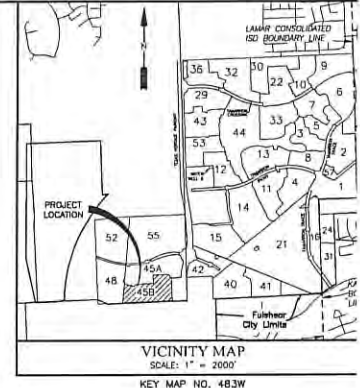 LAMAR CONSOLIDATED
ISD BOUNDARY LINE
N
36
32
30
22
10
9
6
29
7
43
44
33
5
3
2
53
13
8
57
12
11
4
1
14
PROJECT
LOCATION
52
55
15
21
16
24
31
48
45A
42
45B
40
41
Fulshear
City Limits
VICINITY MAP
SCALE: 1" = 2000'
KEY MAP NO. 483W